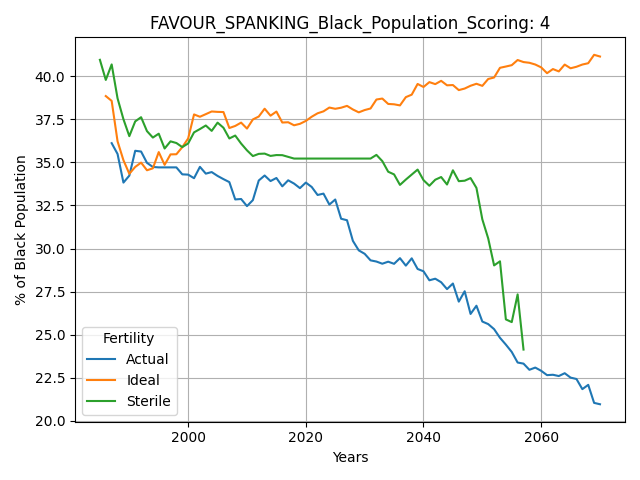 FAVOUR_SPANKING_Black_Population_Scoring: 4
% of Black Population
40.0
37.5
35.0
32.5
30.0
27.5
25.0
22.5
20.0
Fertility
Actual
Ideal
Sterile
2000
2020
2040
2060
Years